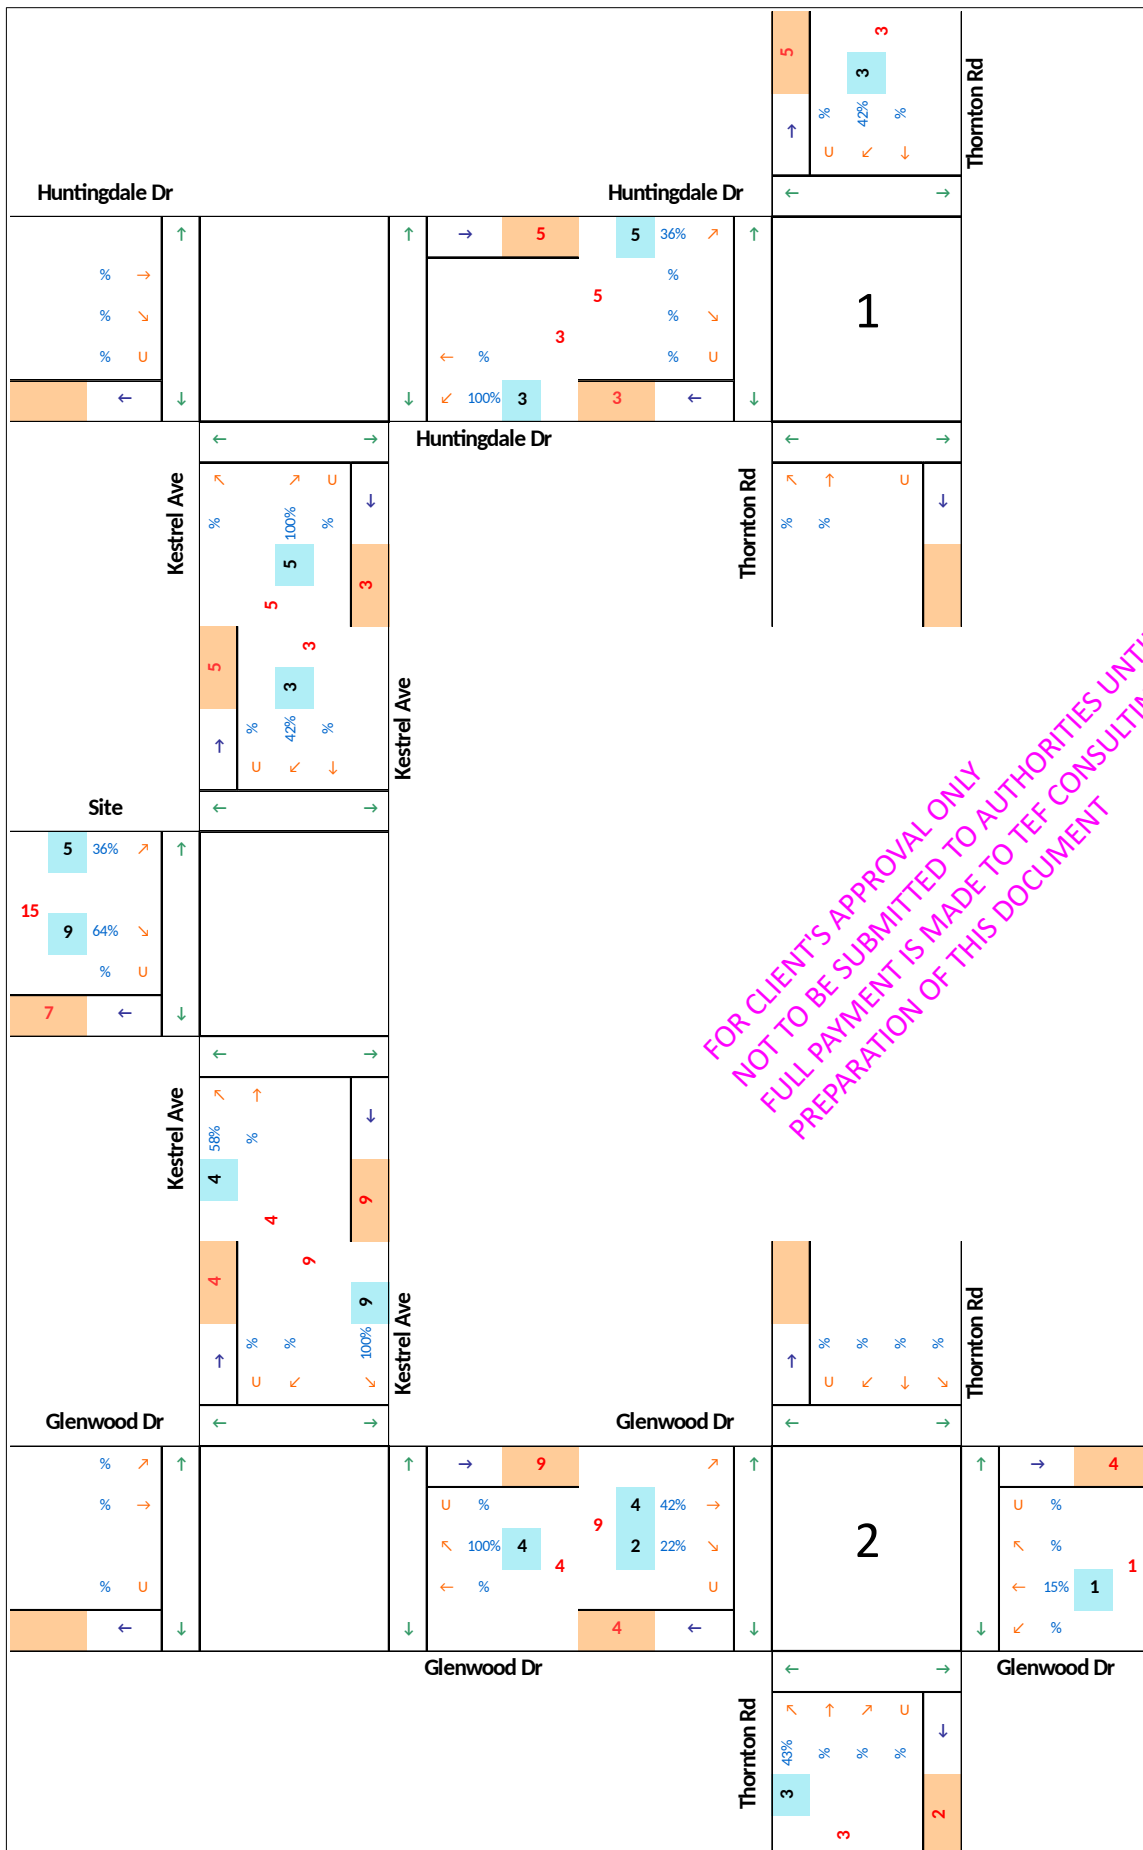 5 3
3
% 42% %
↑ U ↙ ↓
Thornton Rd
Huntingdale Dr Huntingdale Dr ← →
↑ ↑ → 5 5 36% ↗ ↑
% → %
% ↘ 5 % ↘ 1
3
% U ← % % U
← ↓ ↓ ↙ 100% 3 3 ← ↓
← → Huntingdale Dr ← →
Kestrel Ave
↖ ↗ U ↓
% 100% %
5 3
5
Thornton Rd
↖ ↑ U ↓
% %
5 3
3
% 42% %
↑ U ↙ ↓
Kestrel Ave
Site ← →
5 36% ↗ ↑
15
9 64% ↘
% U
7 ← ↓
← →
Kestrel Ave
↖ ↑ ↓
58% %
4 9
4
4 9
9
% % 100%
↑ U ↙ ↘
Kestrel Ave
% % % %
↑ U ↙ ↓ ↘
Thornton Rd
FOR CLIENT'S APPROVAL ONLY
NOT TO BE SUBMITTED TO AUTHORITIES
FULL PAYMENT IS MADE TO TEF
PREPARATION OF THIS DOCUMENT
Glenwood Dr ← → Glenwood Dr ← →
% ↗ ↑ ↑ → 9 ↗ ↑ ↑ → 4
% → U % 4 42% → U %
9
↖ 100% 4 2 22% ↘ 2 ↖ %
4 1
% U ← % U ← 15% 1
← ↓ ↓ 4 ← ↓ ↓ ↙ %
Glenwood Dr ← → Glenwood Dr
Thornton Rd
↖ ↑ ↗ U ↓
43% % % %
3 2
3